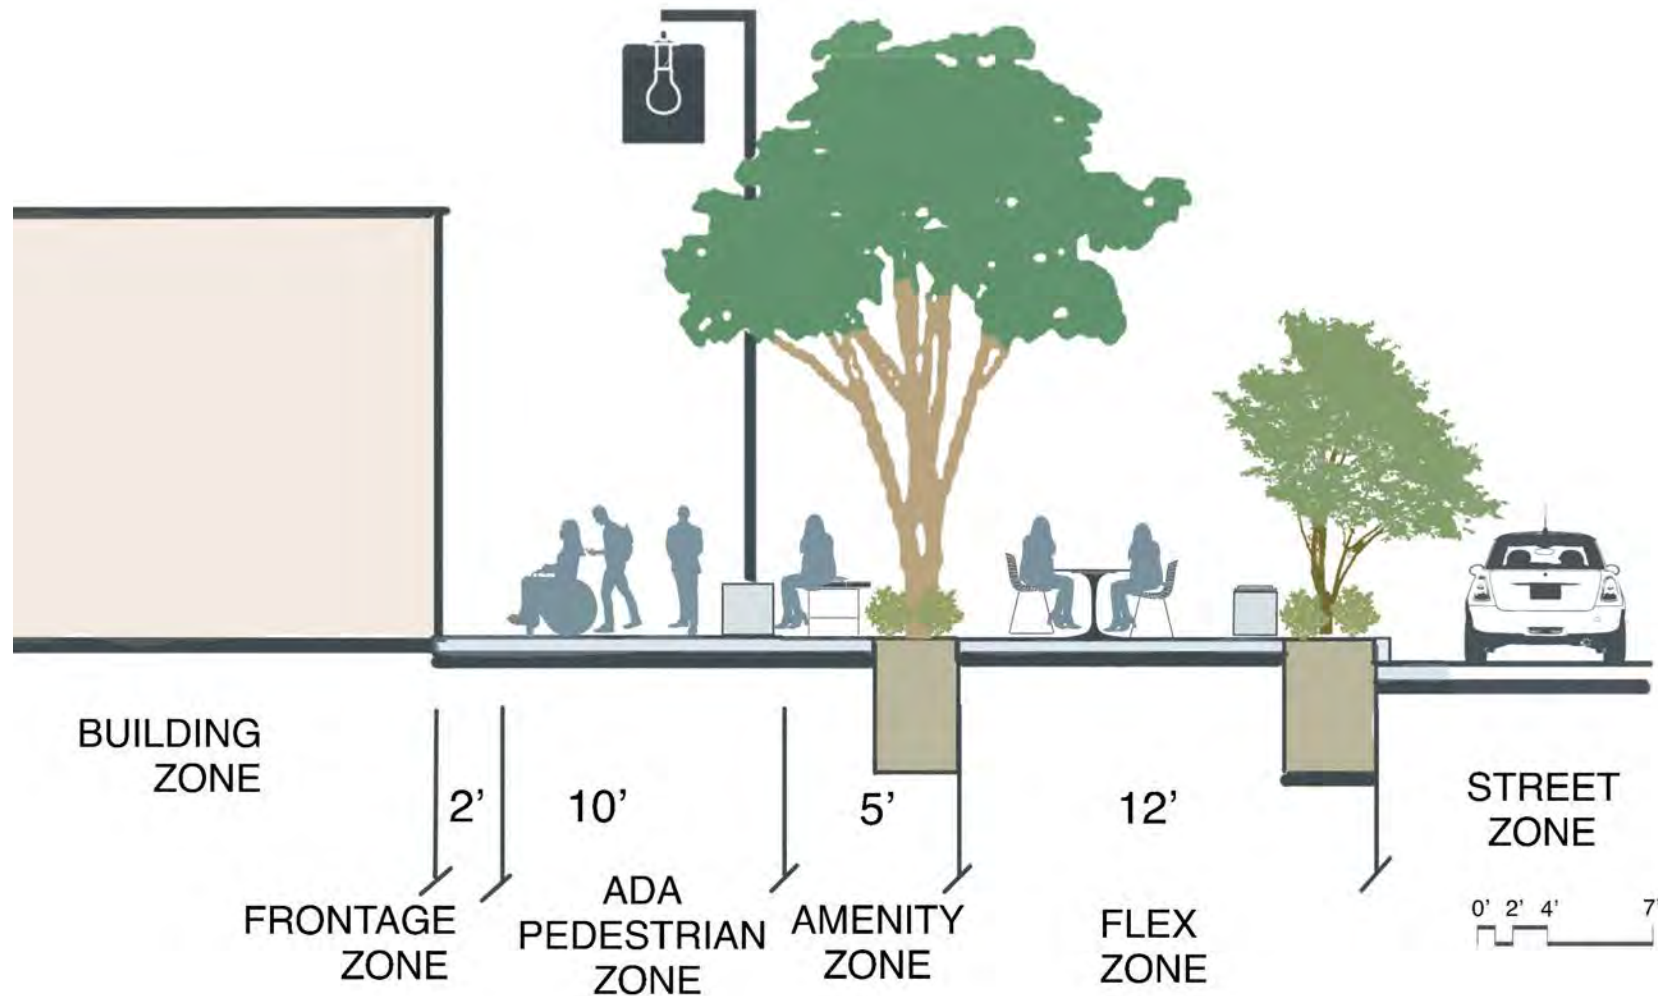 BUILDING
ZONE
2’
10’
5’
12’
STREET
ZONE
FRONTAGE
ZONE
ADA
PEDESTRIAN
ZONE
AMENITY
ZONE
FLEX
ZONE
0’ 2’ 4’ 7’